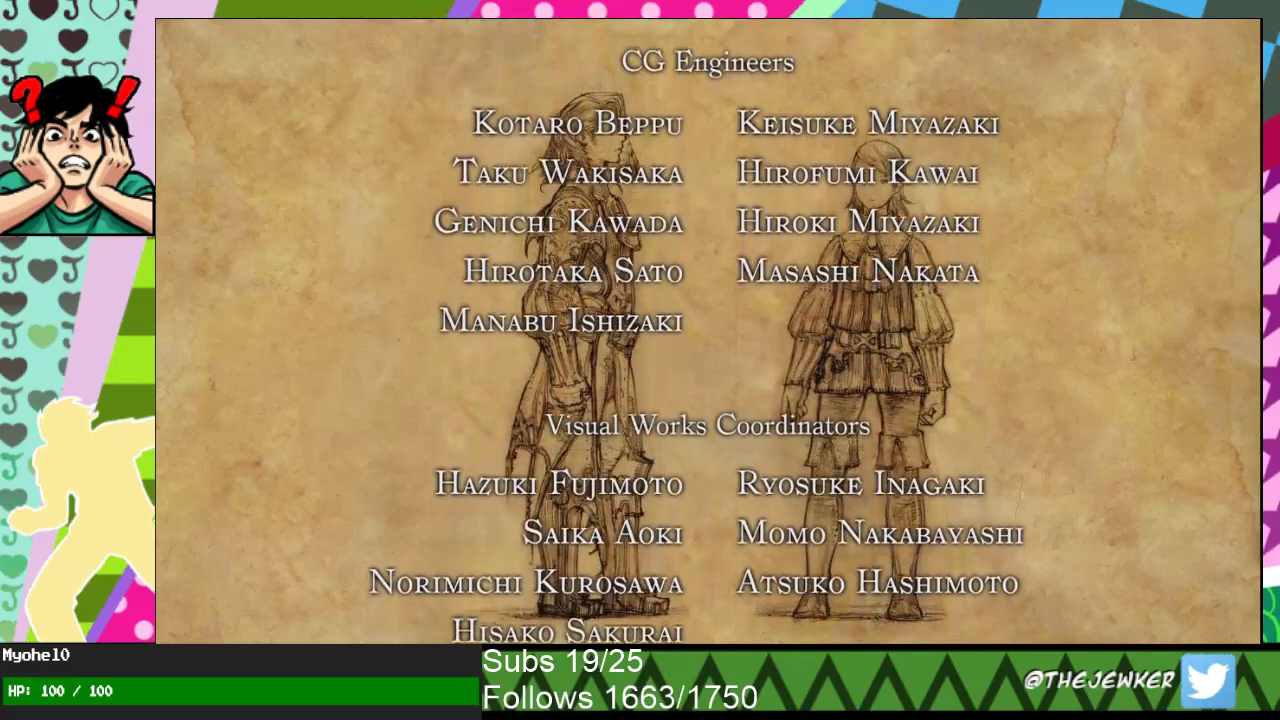 CG Engineers
Kotaro Beppu Keisuke Miyazaki
Taku Wakisaka Hirofumi Kawai
Genichi Kawada Hiroki Miyazaki
Hirotaka Sato Masashi Nakata
Manabu Ishizaki
Visual Works Coordinators
Hazuki Fujimoto Ryosuke Inagaki
Saika Aoki Momo Nakabayashi
Norimichi Kurosawa Atsuko Hashimoto
Hisako Sakurai
Myohel0
HP: 100 / 100
Subs 19/25
Follows 1663/1750
@THEJEWKER